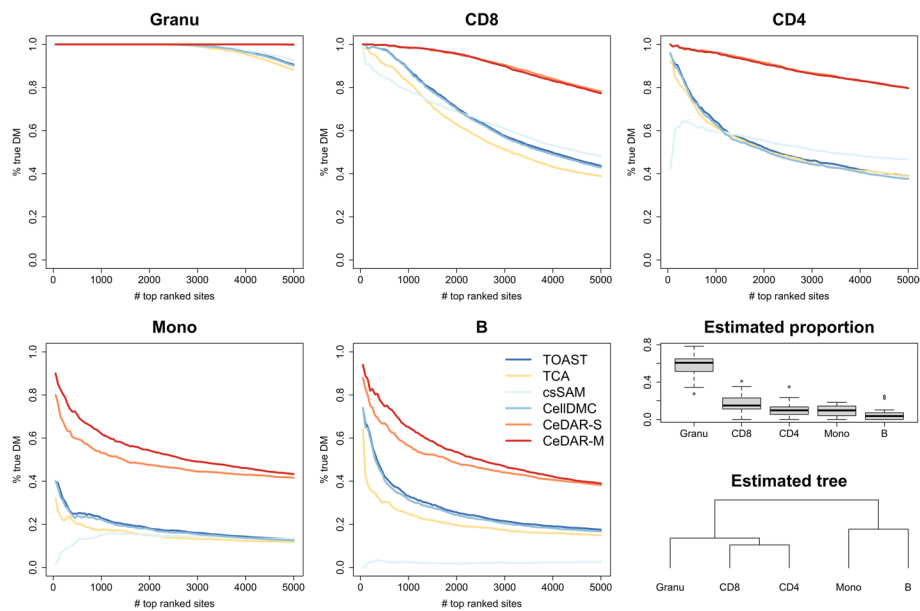 Granu
CD8
CD4
% true DM
0.0 0.2 0.4 0.6 0.8 1.0
0 1000 2000 3000 4000 5000
# top ranked sites
% true DM
0.0 0.2 0.4 0.6 0.8 1.0
0 1000 2000 3000 4000 5000
# top ranked sites
% true DM
0.0 0.2 0.4 0.6 0.8 1.0
0 1000 2000 3000 4000 5000
# top ranked sites
Mono
B
Estimated proportion
% true DM
0.0 0.2 0.4 0.6 0.8 1.0
0 1000 2000 3000 4000 5000
# top ranked sites
% true DM
0.0 0.2 0.4 0.6 0.8 1.0
0 1000 2000 3000 4000 5000
# top ranked sites
TOAST
TCA
csSAM
CellDMC
CeDAR-S
CeDAR-M
0.0 0.4 0.8
Granu CD8 CD4 Mono B
Estimated tree
Granu CD8 CD4 Mono B